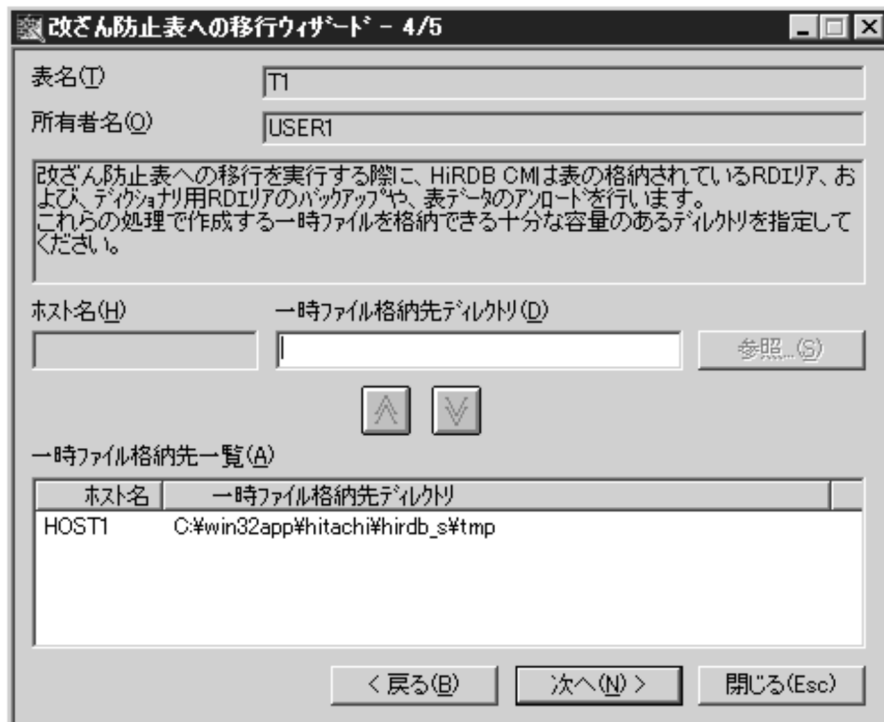 改ざん防止表への移行ウィザード - 4/5
表名(T)
T1
所有者名(O)
USER1
改ざん防止表への移行を実行する際に、HiRDB CMは表の格納されているRDエリア、お
よび、ディクショナリ用RDエリアのバックアップや、表データのアンロードを行います。
これらの処理で作成する一時ファイルを格納できる十分な容量のあるディレクトリを指定して
ください。
ホスト名(H) 一時ファイル格納先ディレクトリ(D)
参照...(S)
一時ファイル格納先一覧(A)
ホスト名 一時ファイル格納先ディレクトリ
HOST1 C:¥win32app¥hitachi¥hirdb_s¥tmp
< 戻る(B) 次へ(N) > 閉じる(Esc)